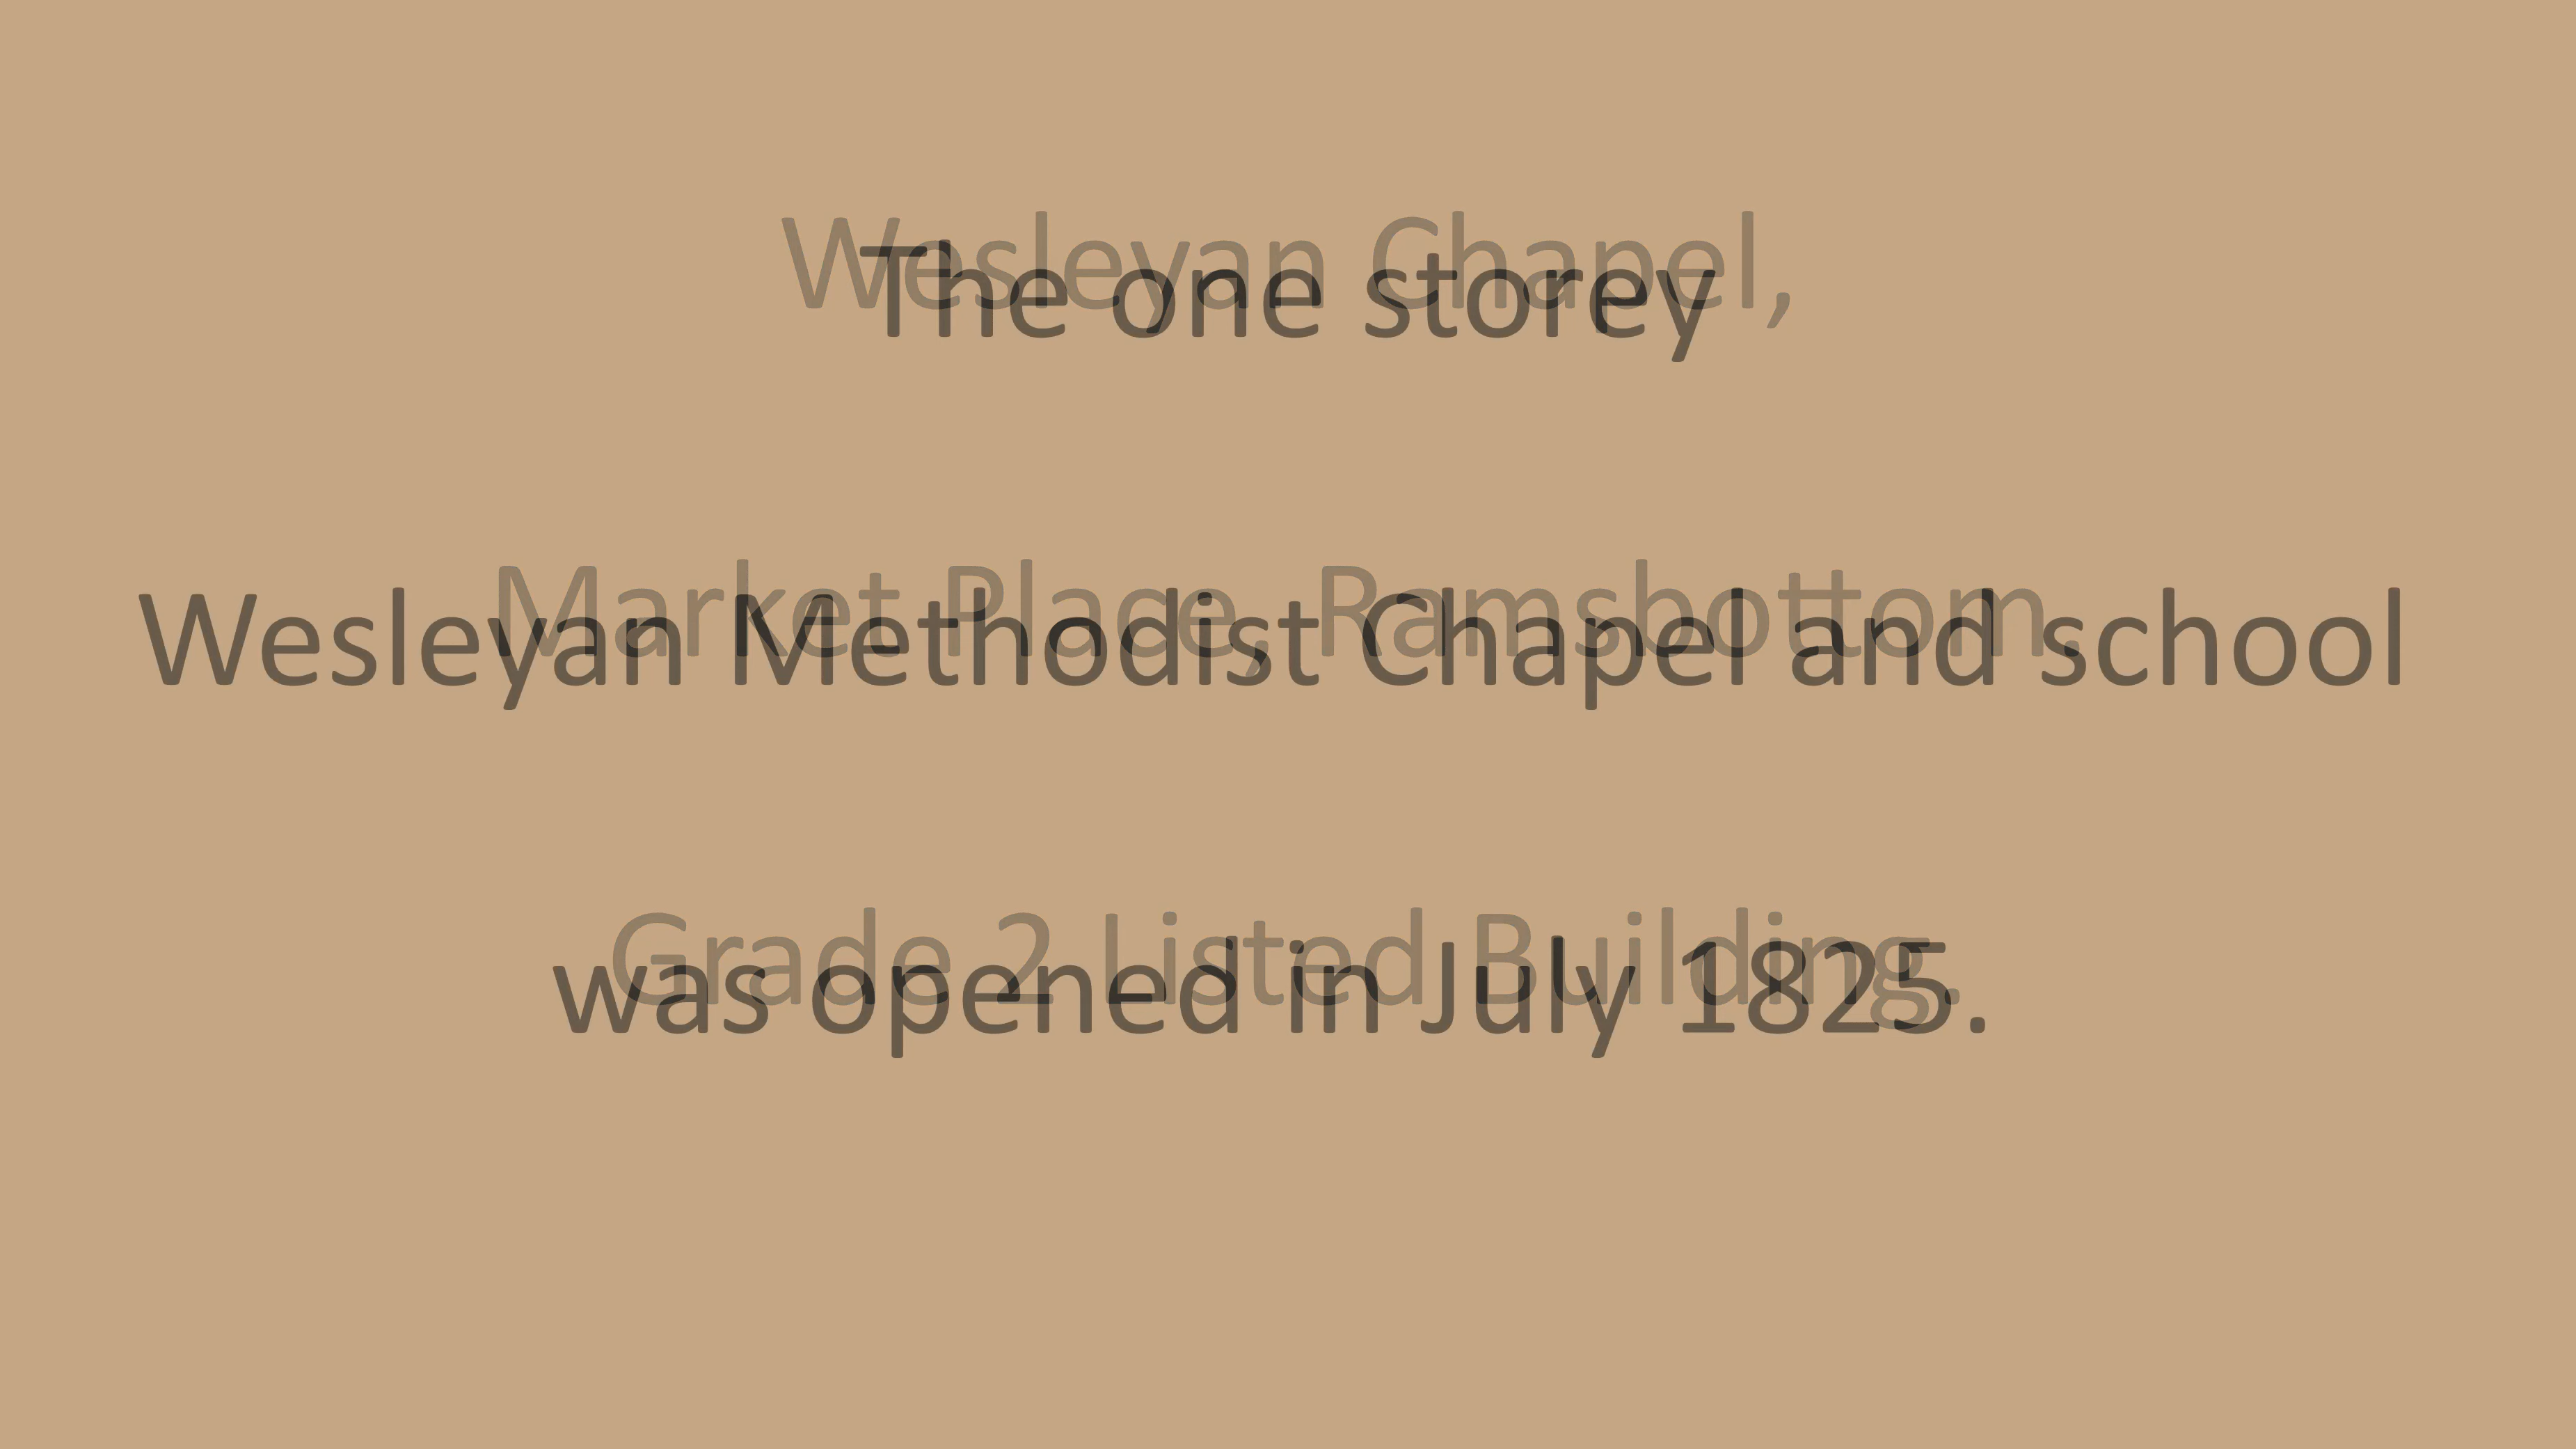 Wesleyan Chapel,
The one storey
Market Place, Ramsbottom.
Wesleyan Methodist Chapel and school
Grade 2 Listed Building.
was opened in July 1825.